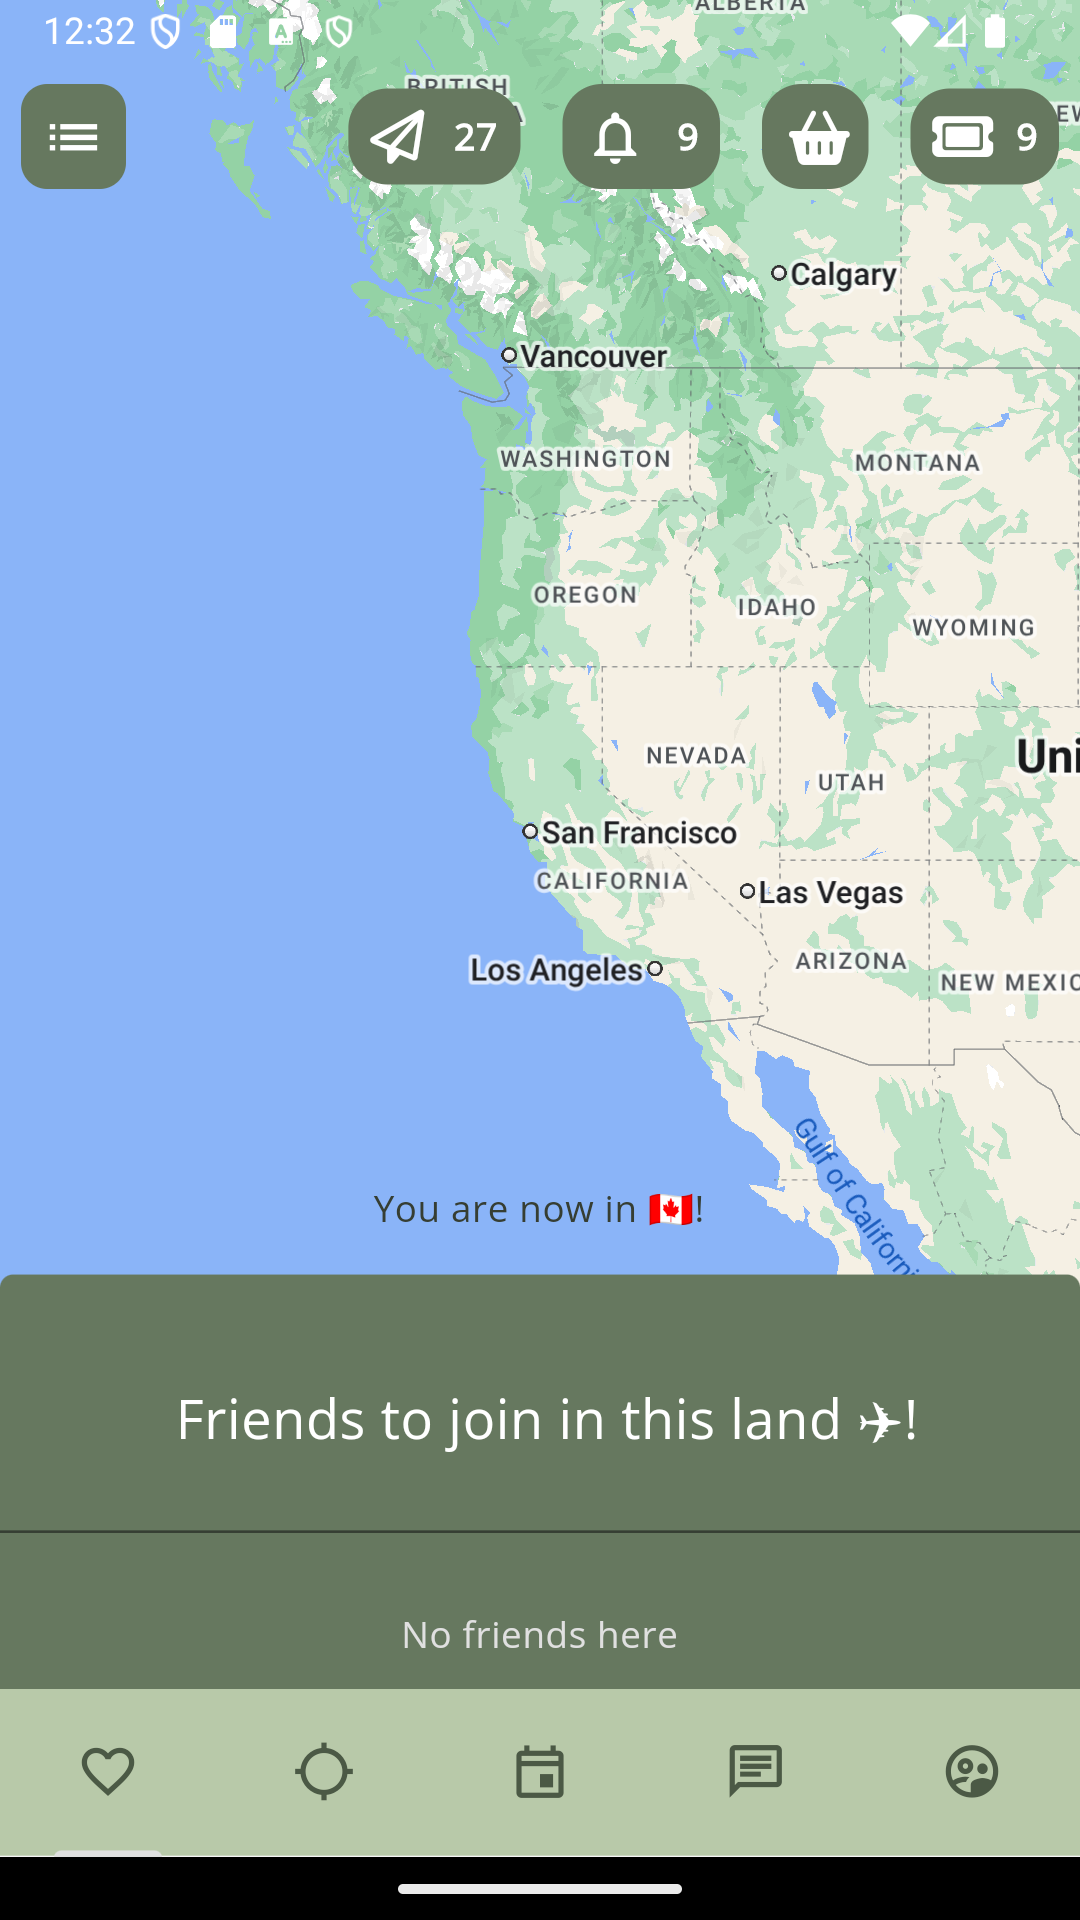 ALBERTA
12:32
BRITISH
27
9
9
Calgary
Vancouver
WASHINGTON
MONTANA
OREGON
IDAHO
WYOMING
Uni
NEVADA
UTAH
San Francisco
CALIFORNIA
Las Vegas
Los Angeles
ARIZONA
NEW MEXIC
Gulf of Californi
You are now in 🇨🇦!
Friends to join in this land ✈!
No friends here